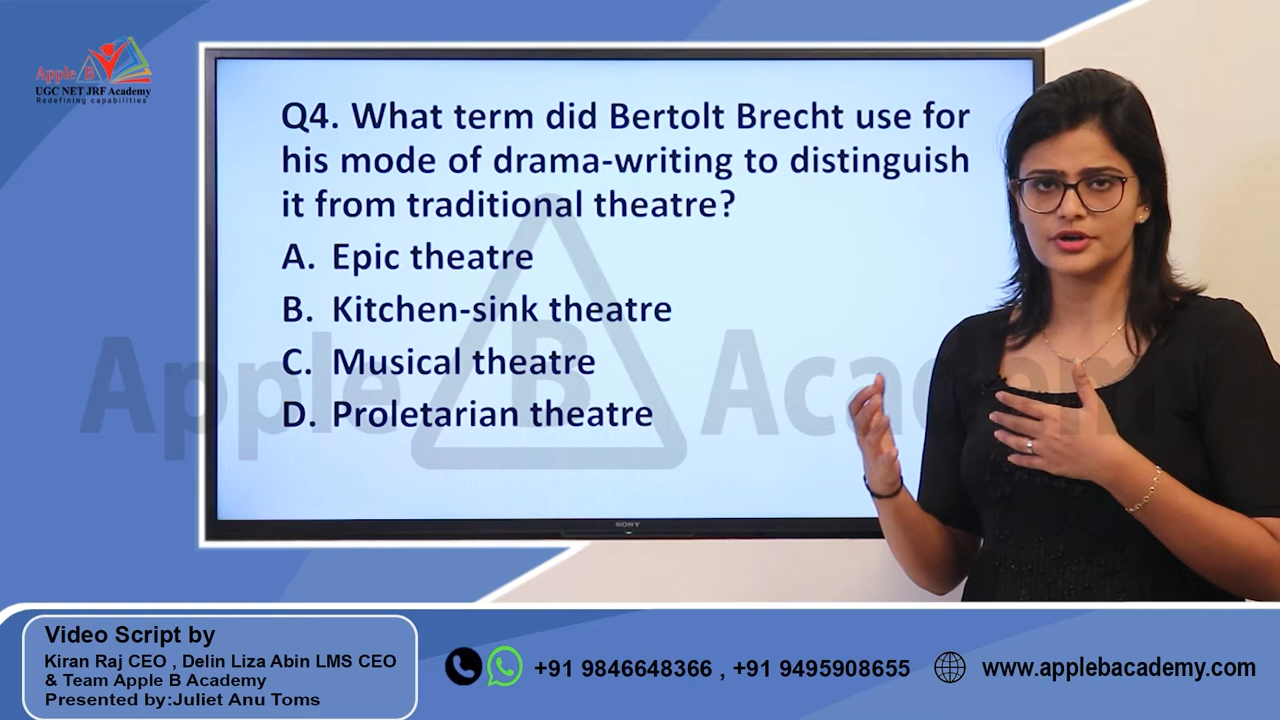 Apple B
UGC NET JRF Academy
Redefining capabilities
Q4. What term did Bertolt Brecht use for
his mode of drama-writing to distinguish
it from traditional theatre?
A. Epic theatre
B. Kitchen-sink theatre
C. Musical theatre
D. Proletarian theatre
Apple B Academy
SONY
Video Script by
Kiran Raj CEO , Delin Liza Abin LMS CEO
& Team Apple B Academy
Presented by:Juliet Anu Toms
+91 9846648366 , +91 9495908655
www.applebacademy.com